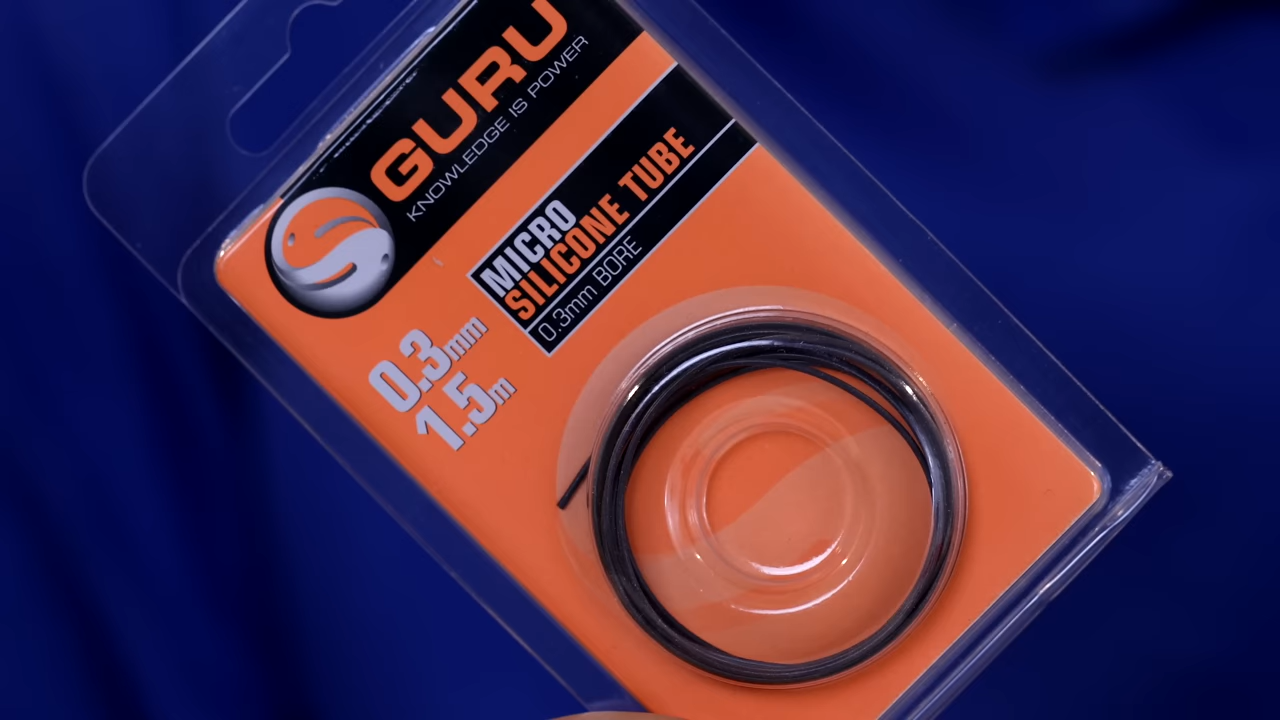 GURU
KNOWLEDGE IS POWER
MICRO
SILICONE TUBE
0.3mm BORE
0.3mm
1.5m